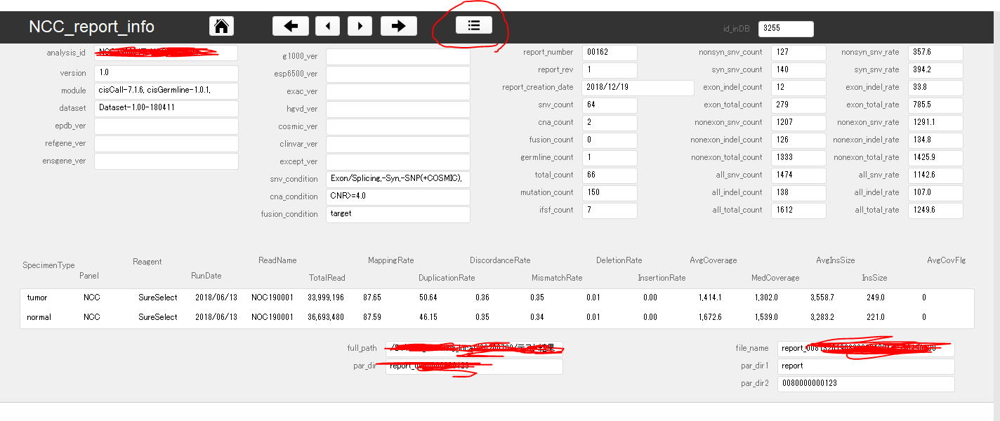 NCC_report_info
id_inDB 3255
analysis_id
version 1.0
module cisCall-7.1.6, cisGermline-1.0.1,
dataset Dataset-1.00-180411
epdb_ver
refgene_ver
ensgene_ver
g1000_ver
esp6500_ver
exac_ver
hgvd_ver
cosmic_ver
clinvar_ver
except_ver
snv_condition Exon/Splicing,-Syn,-SNP(+COSMIC),
cna_condition CNR>=4.0
fusion_condition target
report_number 00162
report_rev 1
report_creation_date 2018/12/19
snv_count 64
cna_count 2
fusion_count 0
germline_count 1
total_count 66
mutation_count 150
ifsf_count 7
nonsyn_snv_count 127
syn_snv_count 140
exon_indel_count 12
exon_total_count 279
nonexon_snv_count 1207
nonexon_indel_count 126
nonexon_total_count 1333
all_snv_count 1474
all_indel_count 138
all_total_count 1612
nonsyn_snv_rate 357.6
syn_snv_rate 394.2
exon_indel_rate 33.8
exon_total_rate 785.5
nonexon_snv_rate 1291.1
nonexon_indel_rate 134.8
nonexon_total_rate 1425.9
all_snv_rate 1142.6
all_indel_rate 107.0
all_total_rate 1249.6
SpecimenType Reagent ReadName MappingRate DiscordanceRate DeletionRate AvgCoverage AvgInsSize AvgCovFlg
Panel RunDate TotalRead DuplicationRate MismatchRate InsertionRate MedCoverage InsSize
tumor NCC SureSelect 2018/06/13 NOC190001 33,999,196 87.65 50.64 0.36 0.35 0.01 0.00 1,414.1 1,302.0 3,558.7 249.0 0
normal NCC SureSelect 2018/06/13 NOC190001 36,693,480 87.59 46.15 0.35 0.34 0.01 0.00 1,672.6 1,539.0 3,283.2 221.0 0
full_path
par_dir
file_name
par_dir1 report
par_dir2 0080000000123